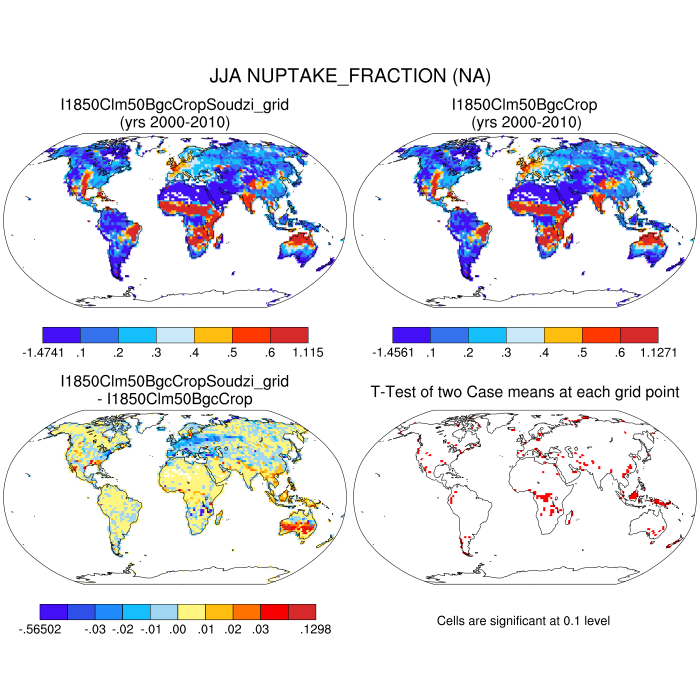 JJA NUPTAKE_FRACTION (NA)
I1850Clm50BgcCropSoudzi_grid
(yrs 2000-2010)
I1850Clm50BgcCrop
(yrs 2000-2010)
-1.4741 .1 .2 .3 .4 .5 .6 1.115
-1.4561 .1 .2 .3 .4 .5 .6 1.1271
I1850Clm50BgcCropSoudzi_grid
- I1850Clm50BgcCrop
T-Test of two Case means at each grid point
-.56502 -.03 -.02 -.01 .00 .01 .02 .03 .1298
Cells are significant at 0.1 level